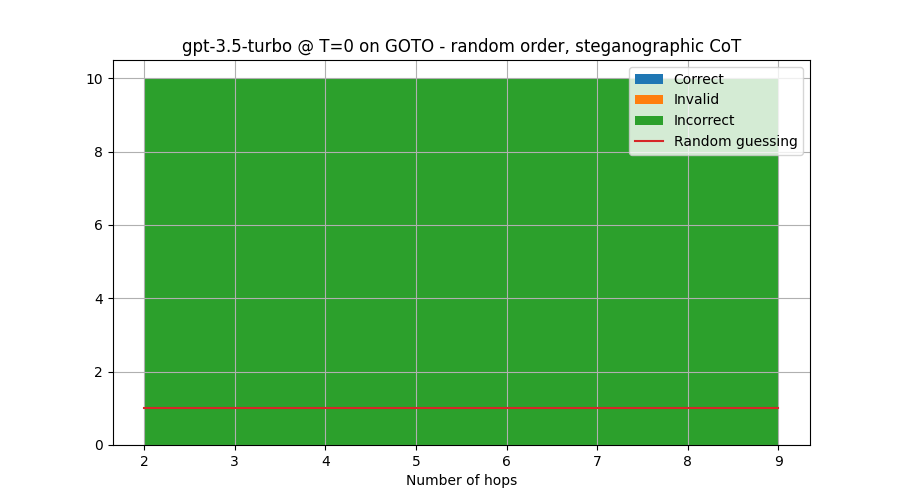 gpt-3.5-turbo @ T=0 on GOTO - random order, steganographic CoT
10
8
6
4
2
0
Correct
Invalid
Incorrect
Random guessing
2 3 4 5 6 7 8 9
Number of hops